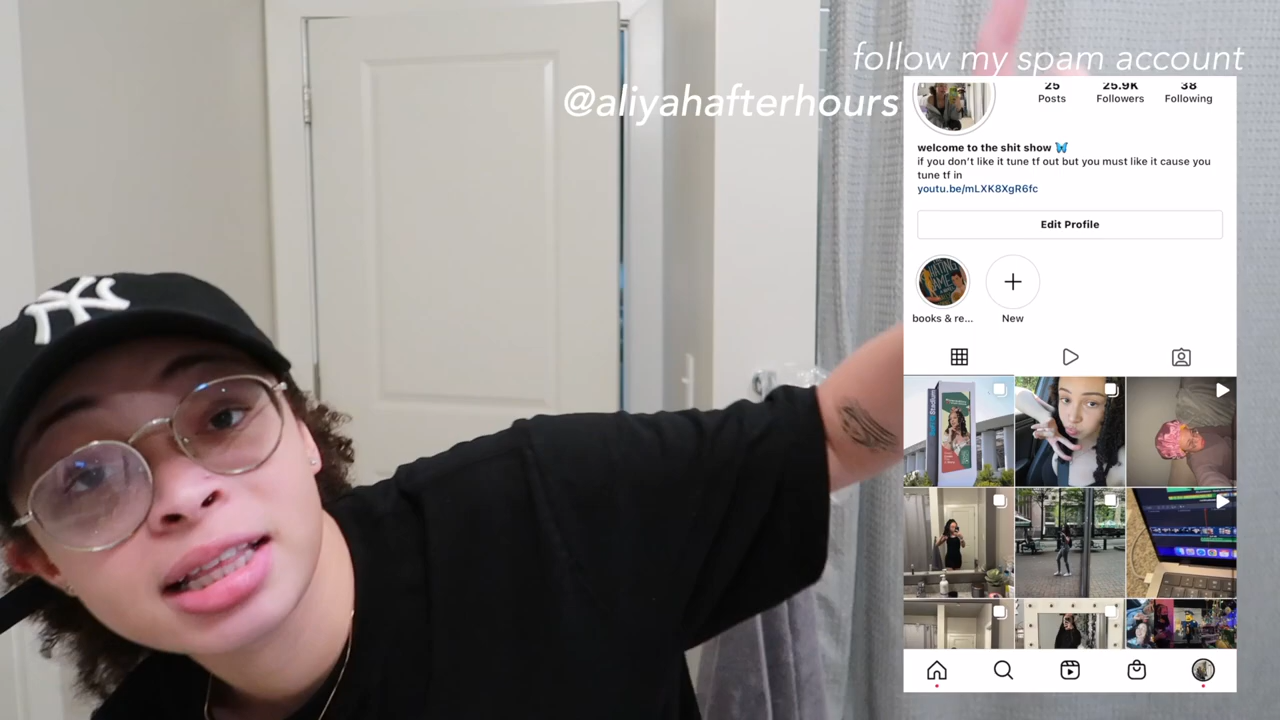 follow my spam account
@aliyahafterhours
25 25.9K 38
Posts Followers Following
welcome to the shit show 🦋
if you don't like it tune tf out but you must like it cause you
tune tf in
youtu.be/mLXK8XgR6fc
Edit Profile
books & re... New
NY